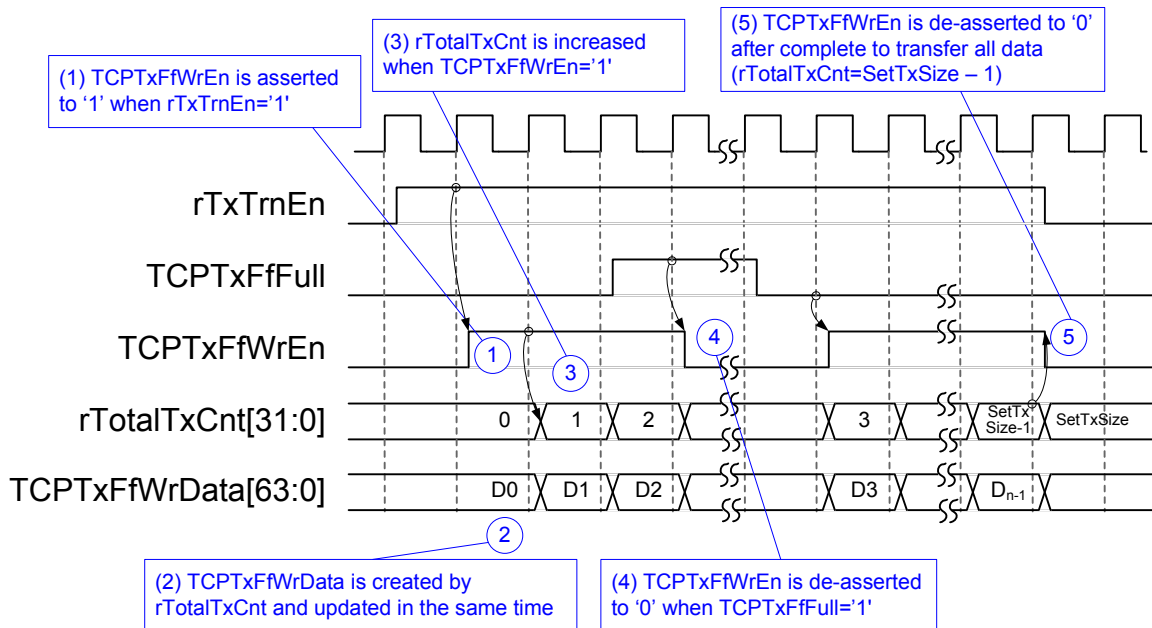 (1) TCPTxFfWrEn is asserted
to ‘1’ when rTxTrnEn=’1'
(3) rTotalTxCnt is increased
when TCPTxFfWrEn=’1'
(5) TCPTxFfWrEn is de-asserted to ‘0’
after complete to transfer all data
(rTotalTxCnt=SetTxSize – 1)
rTxTrnEn
TCPTxFfFull
TCPTxFfWrEn
1
3
4
5
rTotalTxCnt[31:0]
0
1
2
3
SetTx
Size-1
SetTxSize
TCPTxFfWrData[63:0]
D0
D1
D2
D3
Dn-1
2
(2) TCPTxFfWrData is created by
rTotalTxCnt and updated in the same time
(4) TCPTxFfWrEn is de-asserted
to ‘0’ when TCPTxFfFull=’1'